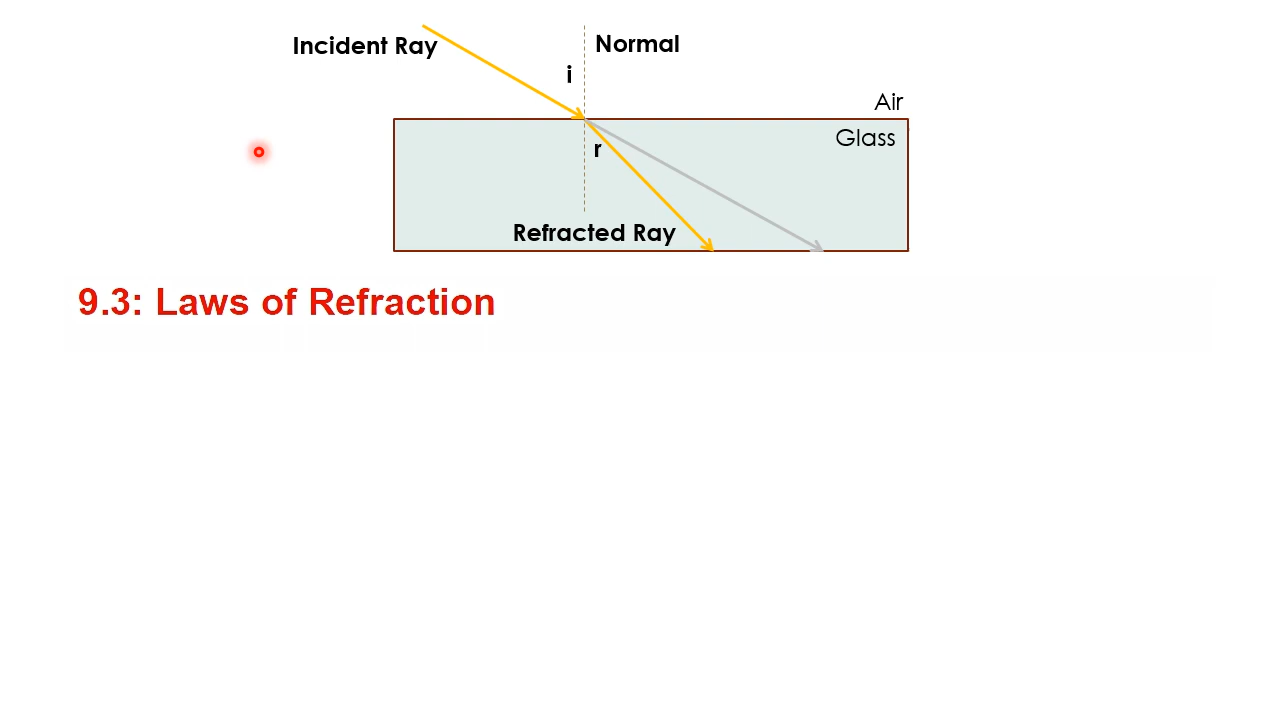 Incident Ray
Normal
i
Air
Glass
r
Refracted Ray
9.3: Laws of Refraction